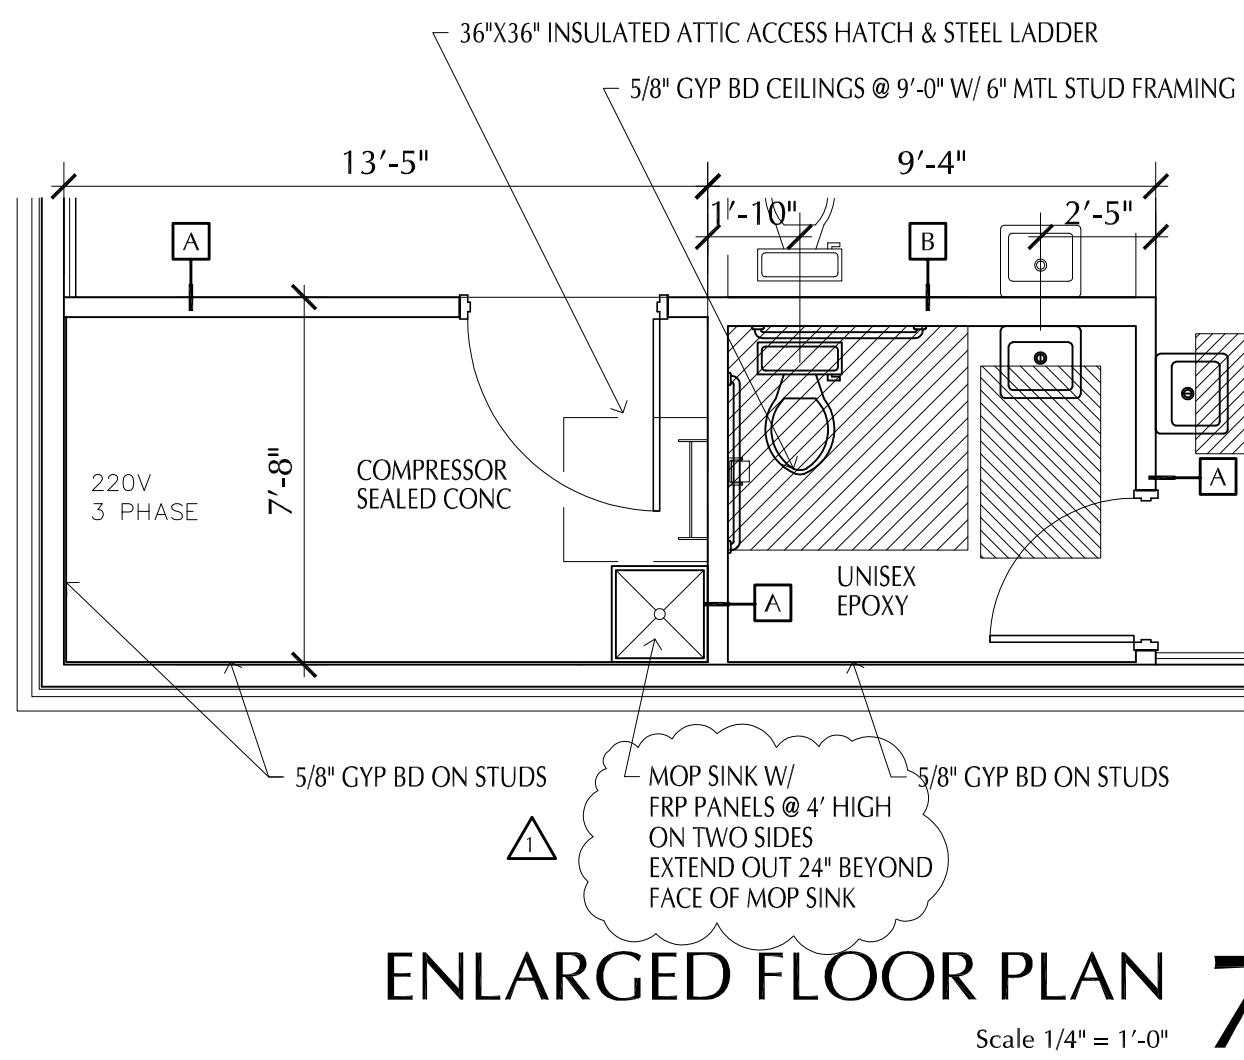 36"X36" INSULATED ATTIC ACCESS HATCH & STEEL LADDER
5/8" GYP BD CEILINGS @ 9'-0" W/ 6" MTL STUD FRAMING
13'-5"
9'-4"
1'-10"
2'-5"
A
B
7'-8"
COMPRESSOR
SEALED CONC
220V
3 PHASE
A
UNISEX
EPOXY
A
5/8" GYP BD ON STUDS
MOP SINK W/
FRP PANELS @ 4' HIGH
ON TWO SIDES
EXTEND OUT 24" BEYOND
FACE OF MOP SINK
5/8" GYP BD ON STUDS
1
ENLARGED FLOOR PLAN
7
Scale 1/4" = 1'-0"